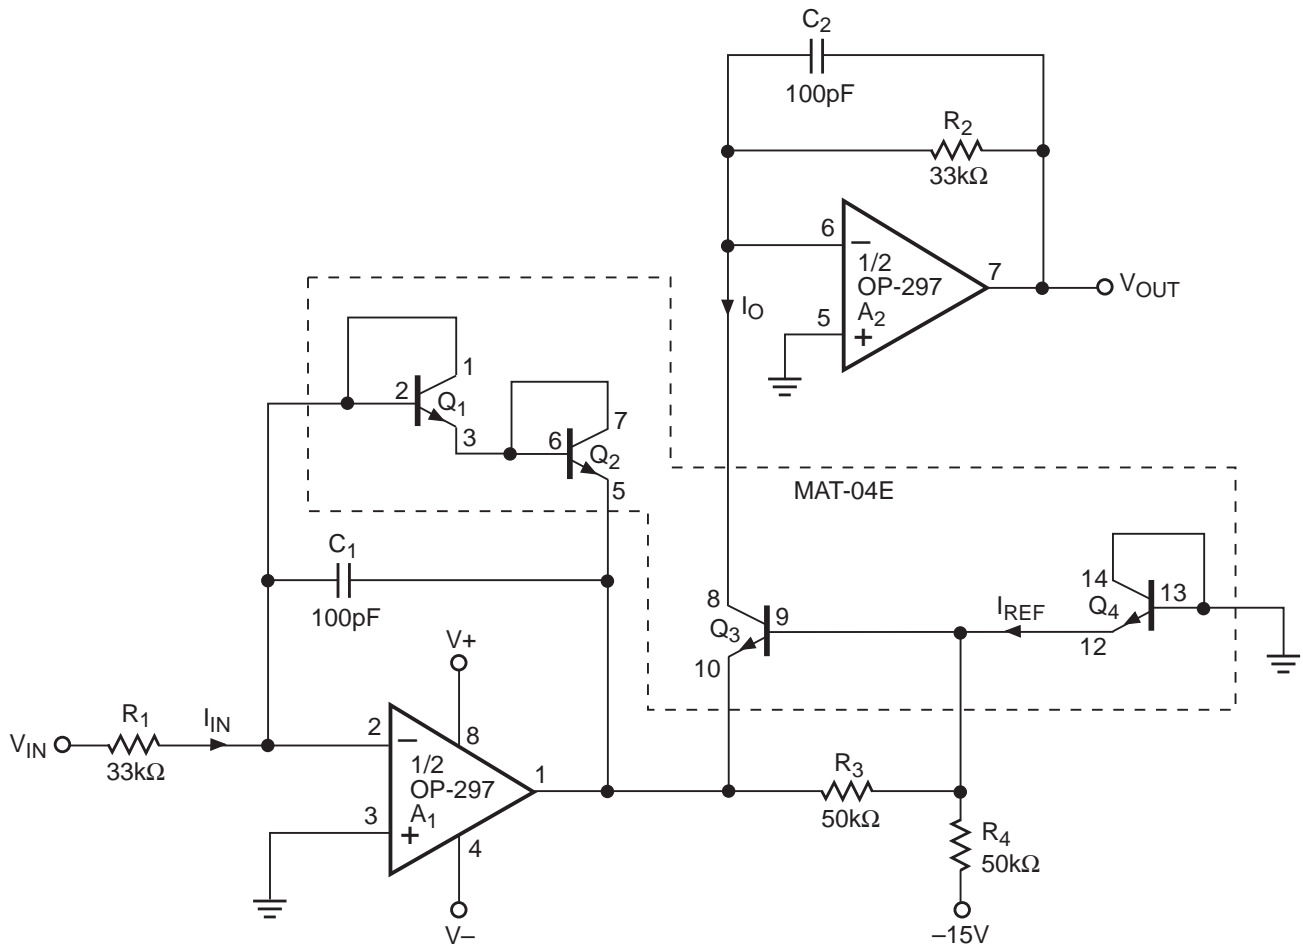 C2
100pF
R2
33kΩ
6
–
1/2
OP-297
A2
7
VOUT
5
+
IO
1
2
Q1
3
7
6
Q2
5
MAT-04E
C1
100pF
8
9
Q3
10
14
13
Q4
IREF
12
V+
R1
IIN
VIN
33kΩ
2
–
8
1/2
OP-297
1
3
A1
+
4
V–
R3
50kΩ
R4
50kΩ
–15V